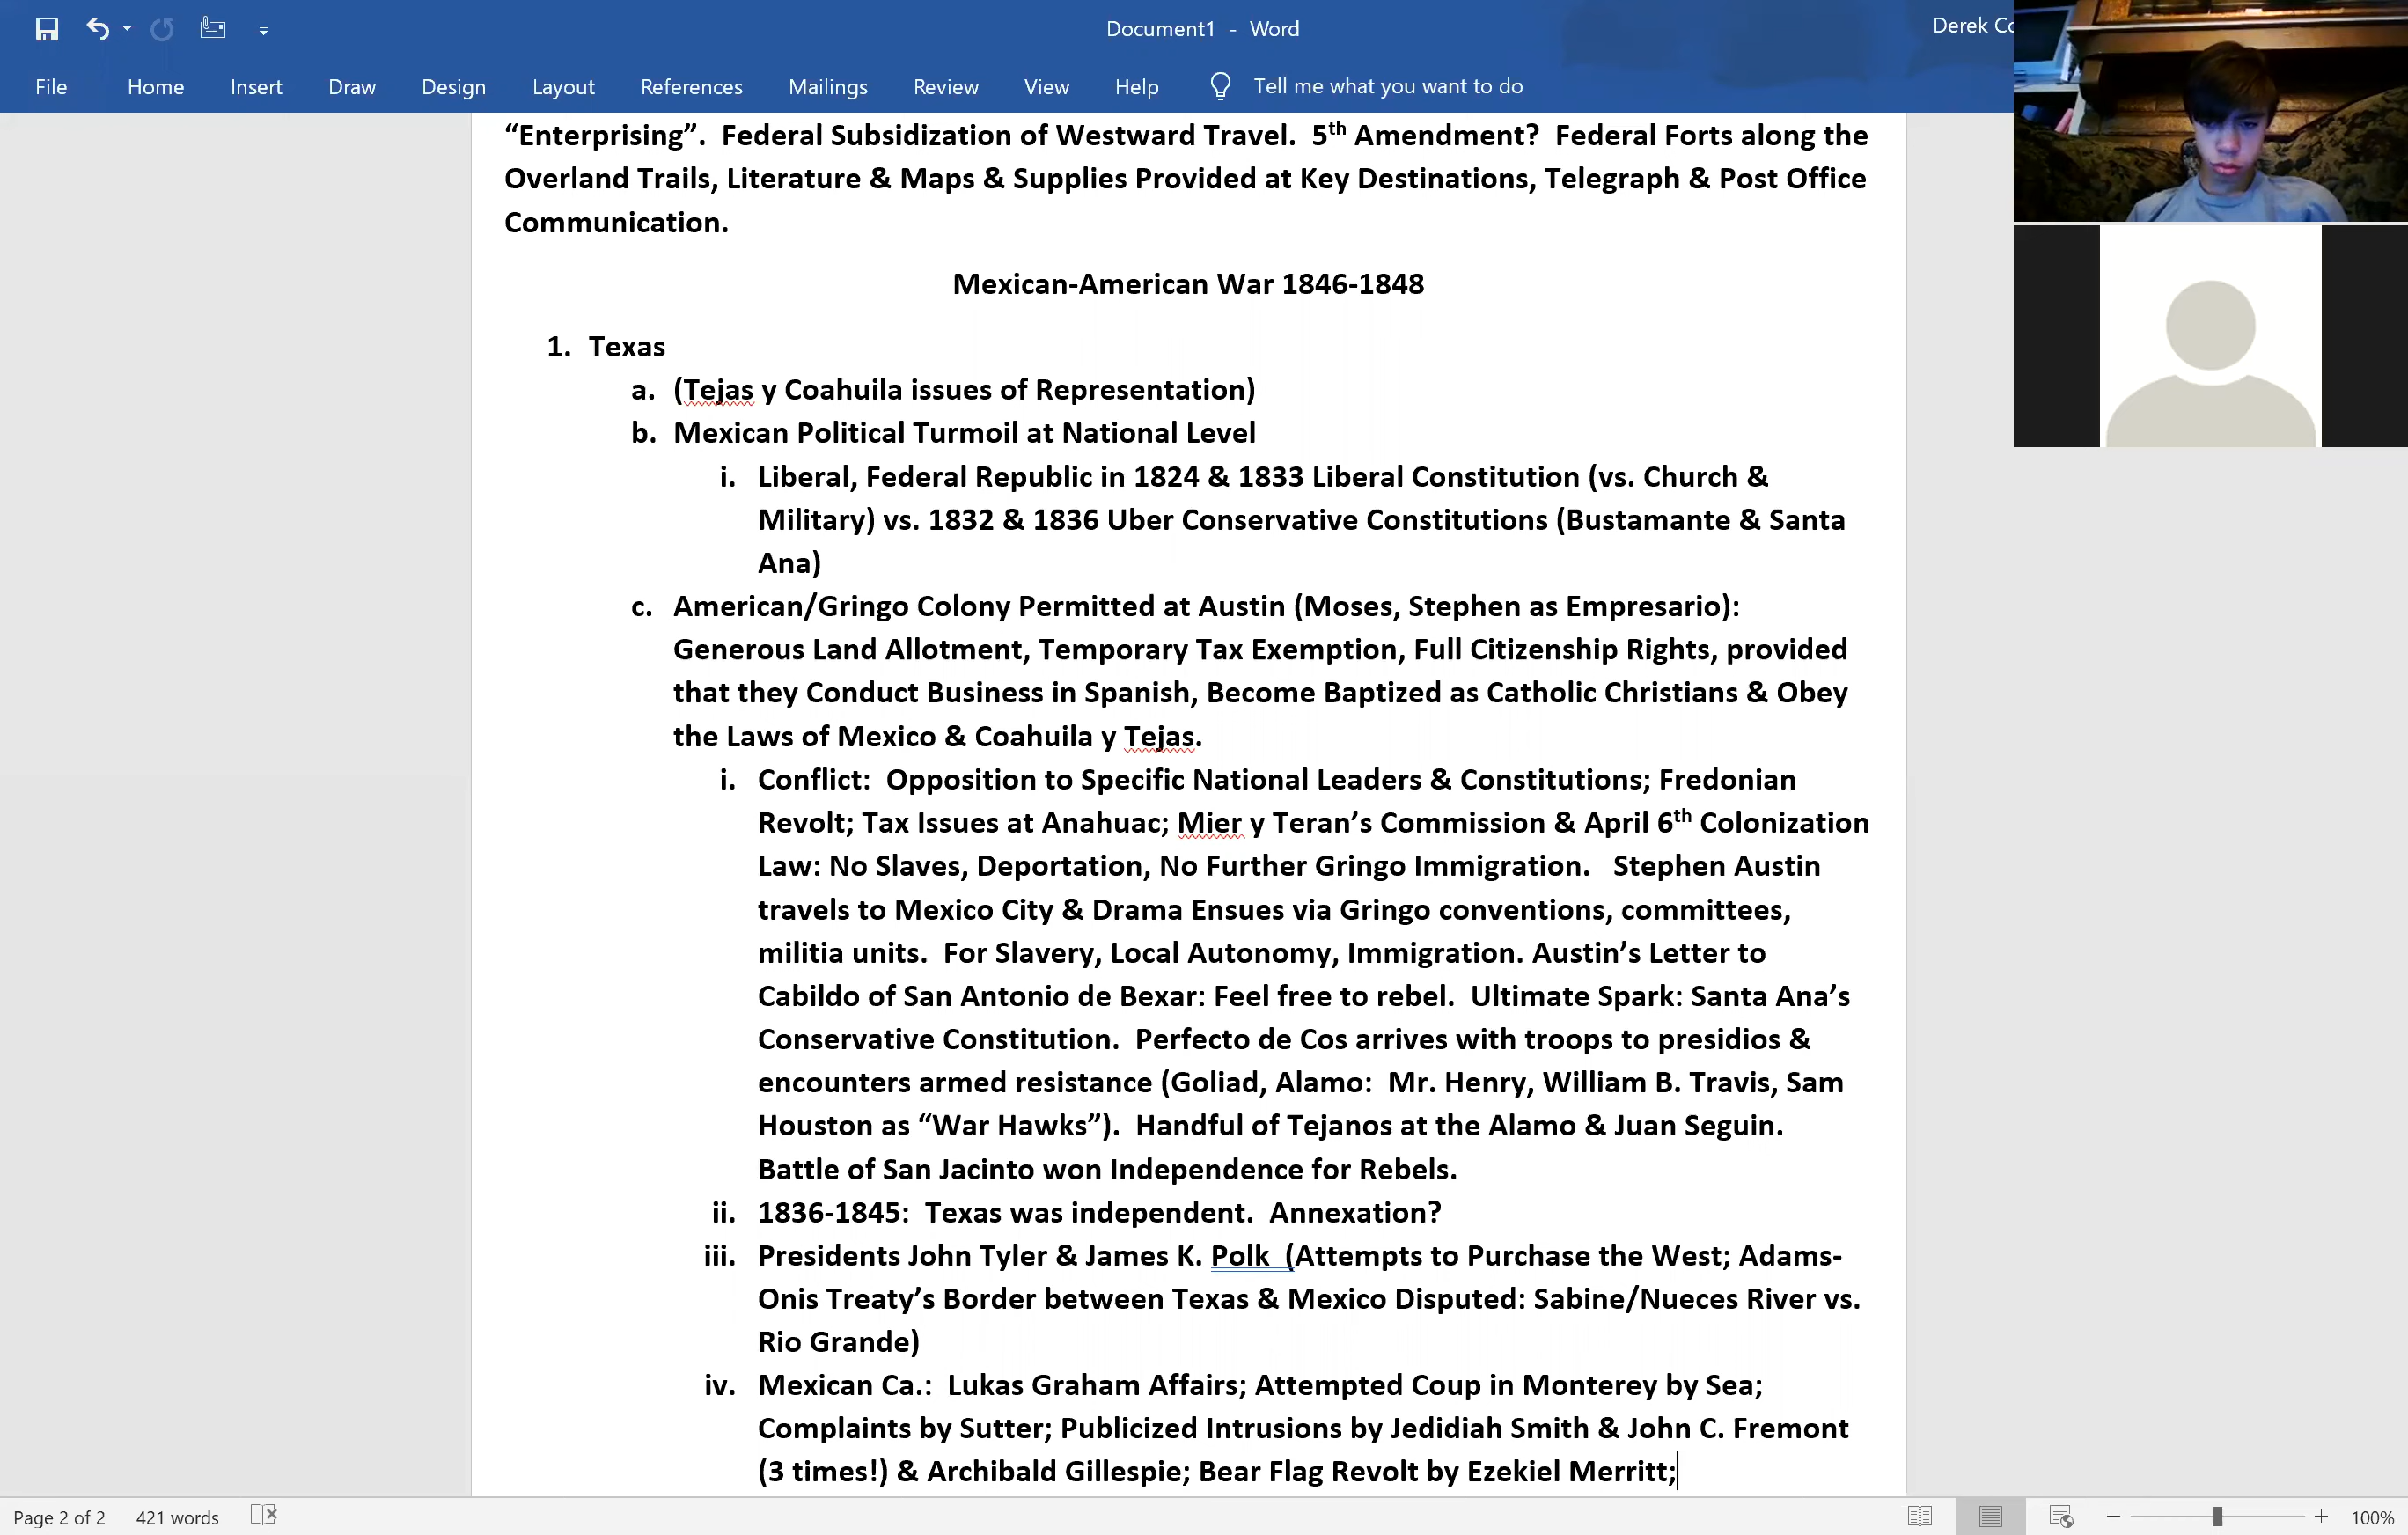 Document1 - Word
Derek Co
File Home Insert Draw Design Layout References Mailings Review View Help Tell me what you want to do
“Enterprising”. Federal Subsidization of Westward Travel. 5th Amendment? Federal Forts along the
Overland Trails, Literature & Maps & Supplies Provided at Key Destinations, Telegraph & Post Office
Communication.
Mexican-American War 1846-1848
1. Texas
a. (Tejas y Coahuila issues of Representation)
b. Mexican Political Turmoil at National Level
i. Liberal, Federal Republic in 1824 & 1833 Liberal Constitution (vs. Church &
Military) vs. 1832 & 1836 Uber Conservative Constitutions (Bustamante & Santa
Ana)
c. American/Gringo Colony Permitted at Austin (Moses, Stephen as Empresario):
Generous Land Allotment, Temporary Tax Exemption, Full Citizenship Rights, provided
that they Conduct Business in Spanish, Become Baptized as Catholic Christians & Obey
the Laws of Mexico & Coahuila y Tejas.
i. Conflict: Opposition to Specific National Leaders & Constitutions; Fredonian
Revolt; Tax Issues at Anahuac; Mier y Teran’s Commission & April 6th Colonization
Law: No Slaves, Deportation, No Further Gringo Immigration. Stephen Austin
travels to Mexico City & Drama Ensues via Gringo conventions, committees,
militia units. For Slavery, Local Autonomy, Immigration. Austin’s Letter to
Cabildo of San Antonio de Bexar: Feel free to rebel. Ultimate Spark: Santa Ana’s
Conservative Constitution. Perfecto de Cos arrives with troops to presidios &
encounters armed resistance (Goliad, Alamo: Mr. Henry, William B. Travis, Sam
Houston as “War Hawks”). Handful of Tejanos at the Alamo & Juan Seguin.
Battle of San Jacinto won Independence for Rebels.
ii. 1836-1845: Texas was independent. Annexation?
iii. Presidents John Tyler & James K. Polk (Attempts to Purchase the West; Adams-
Onis Treaty’s Border between Texas & Mexico Disputed: Sabine/Nueces River vs.
Rio Grande)
iv. Mexican Ca.: Lukas Graham Affairs; Attempted Coup in Monterey by Sea;
Complaints by Sutter; Publicized Intrusions by Jedidiah Smith & John C. Fremont
(3 times!) & Archibald Gillespie; Bear Flag Revolt by Ezekiel Merritt;
Page 2 of 2 421 words 100%